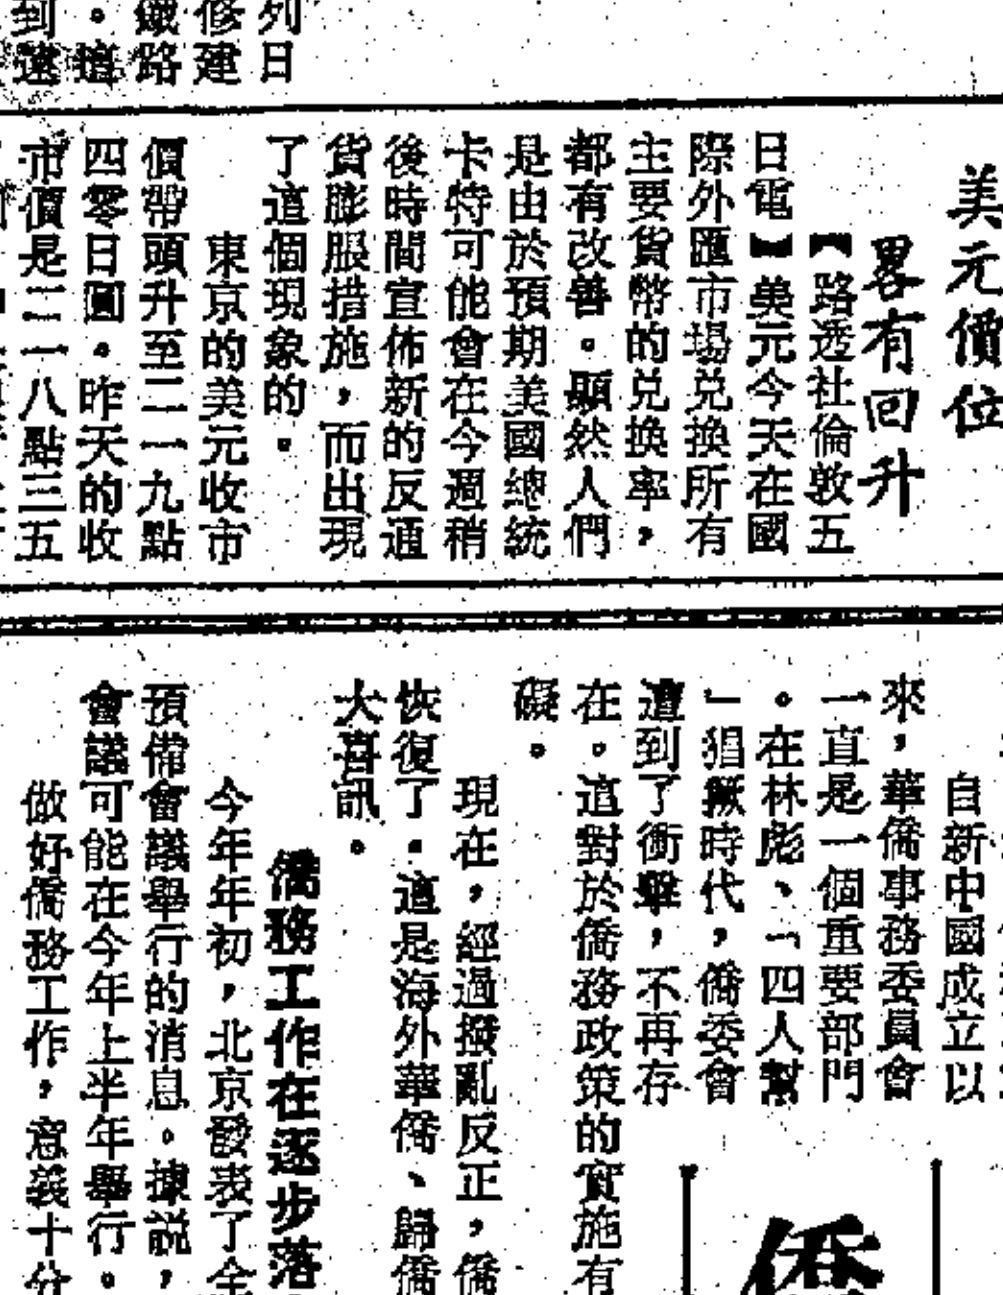 列日
修建
鐵路
。這
到遠
美元價位
畧有回升
【路透社倫敦五
日電】美元今天在國
際外匯市場兑換所有
主要貨幣的兑換率，
都有改善。顯然人們
是由於預期美國總統
卡特可能會在今週稍
後時間宣佈新的反通
貨膨脹措施，而出現
了這個現象的。
東京的美元收市
價帶頭升至二一九點
四零日圓。昨天的收
市價是二一八點三五
自新中國成立以
來，華僑事務委員會
一直是一個重要部門
。在林彪、「四人幫
」猖獗時代，僑委會
遭到了衝擊，不再存
在。這對於僑務政策的實施有
礙。
現在，經過撥亂反正，僑
恢復了。這是海外華僑、歸僑
大喜訊。
僑務工作在逐步落
今年年初，北京發表了全
預備會議舉行的消息。據説，
會議可能在今年上半年舉行。
做好僑務工作，意義十分
僑